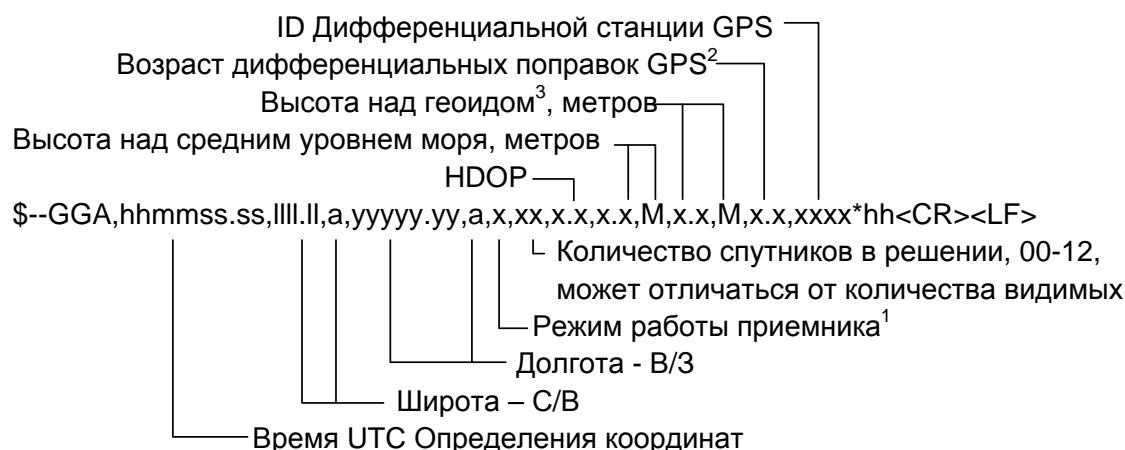 ID Дифференциальной станции GPS
Возраст дифференциальных поправок GPS²
Высота над геоидом³, метров
Высота над средним уровнем моря, метров
HDOP
$--GGA,hhmmss.ss,llll.ll,a,yyyyy.yy,a,x,xx,x.x,x.x,M,x.x,M,x.x,xxxx*hh<CR><LF>
Количество спутников в решении, 00-12,
может отличаться от количества видимых
Режим работы приемника¹
Долгота - В/З
Широта – С/В
Время UTC Определения координат